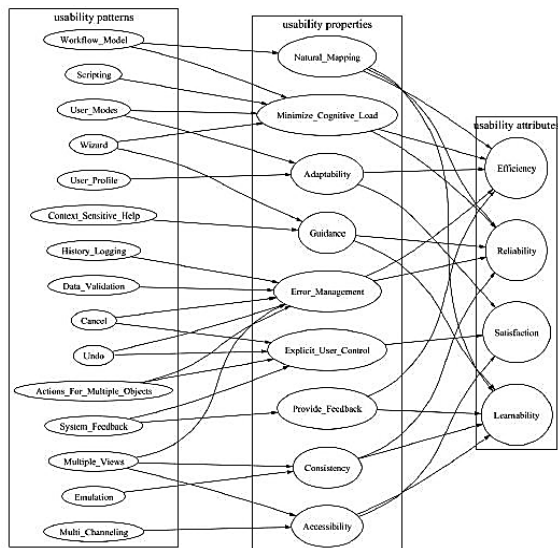 usability patterns
Workflow_Model
Scripting
User_Modes
Wizard
User_Profile
Context_Sensitive_Help
History_Logging
Data_Validation
Cancel
Undo
Actions_For_Multiple_Objects
System_Feedback
Multiple_Views
Emulation
Multi_Channeling
usability properties
Natural_Mapping
Minimize_Cognitive_Load
Adaptability
Guidance
Error_Management
Explicit_User_Control
Provide_Feedback
Consistency
Accessibility
usability attributes
Efficiency
Reliability
Satisfaction
Learnability